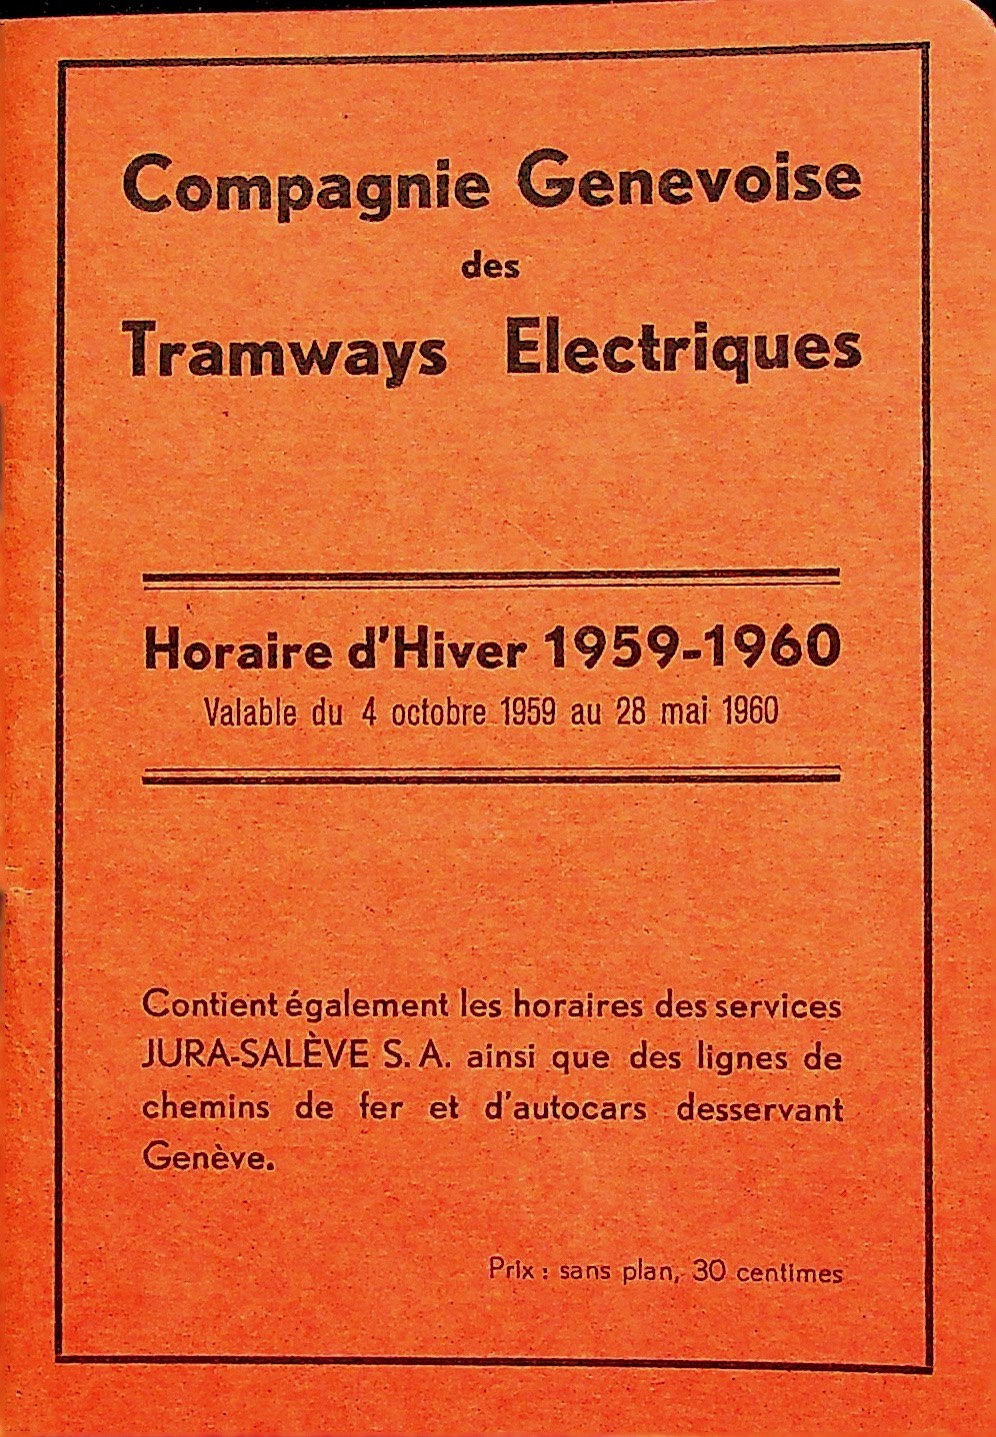 Compagnie Genevoise
des
Tramways Electriques
Horaire d'Hiver 1959-1960
Valable du 4 octobre 1959 au 28 mai 1960
Contient également les horaires des services
JURA-SALÈVE S. A. ainsi que des lignes de
chemins de fer et d'autocars desservant
Genève.
Prix : sans plan, 30 centimes